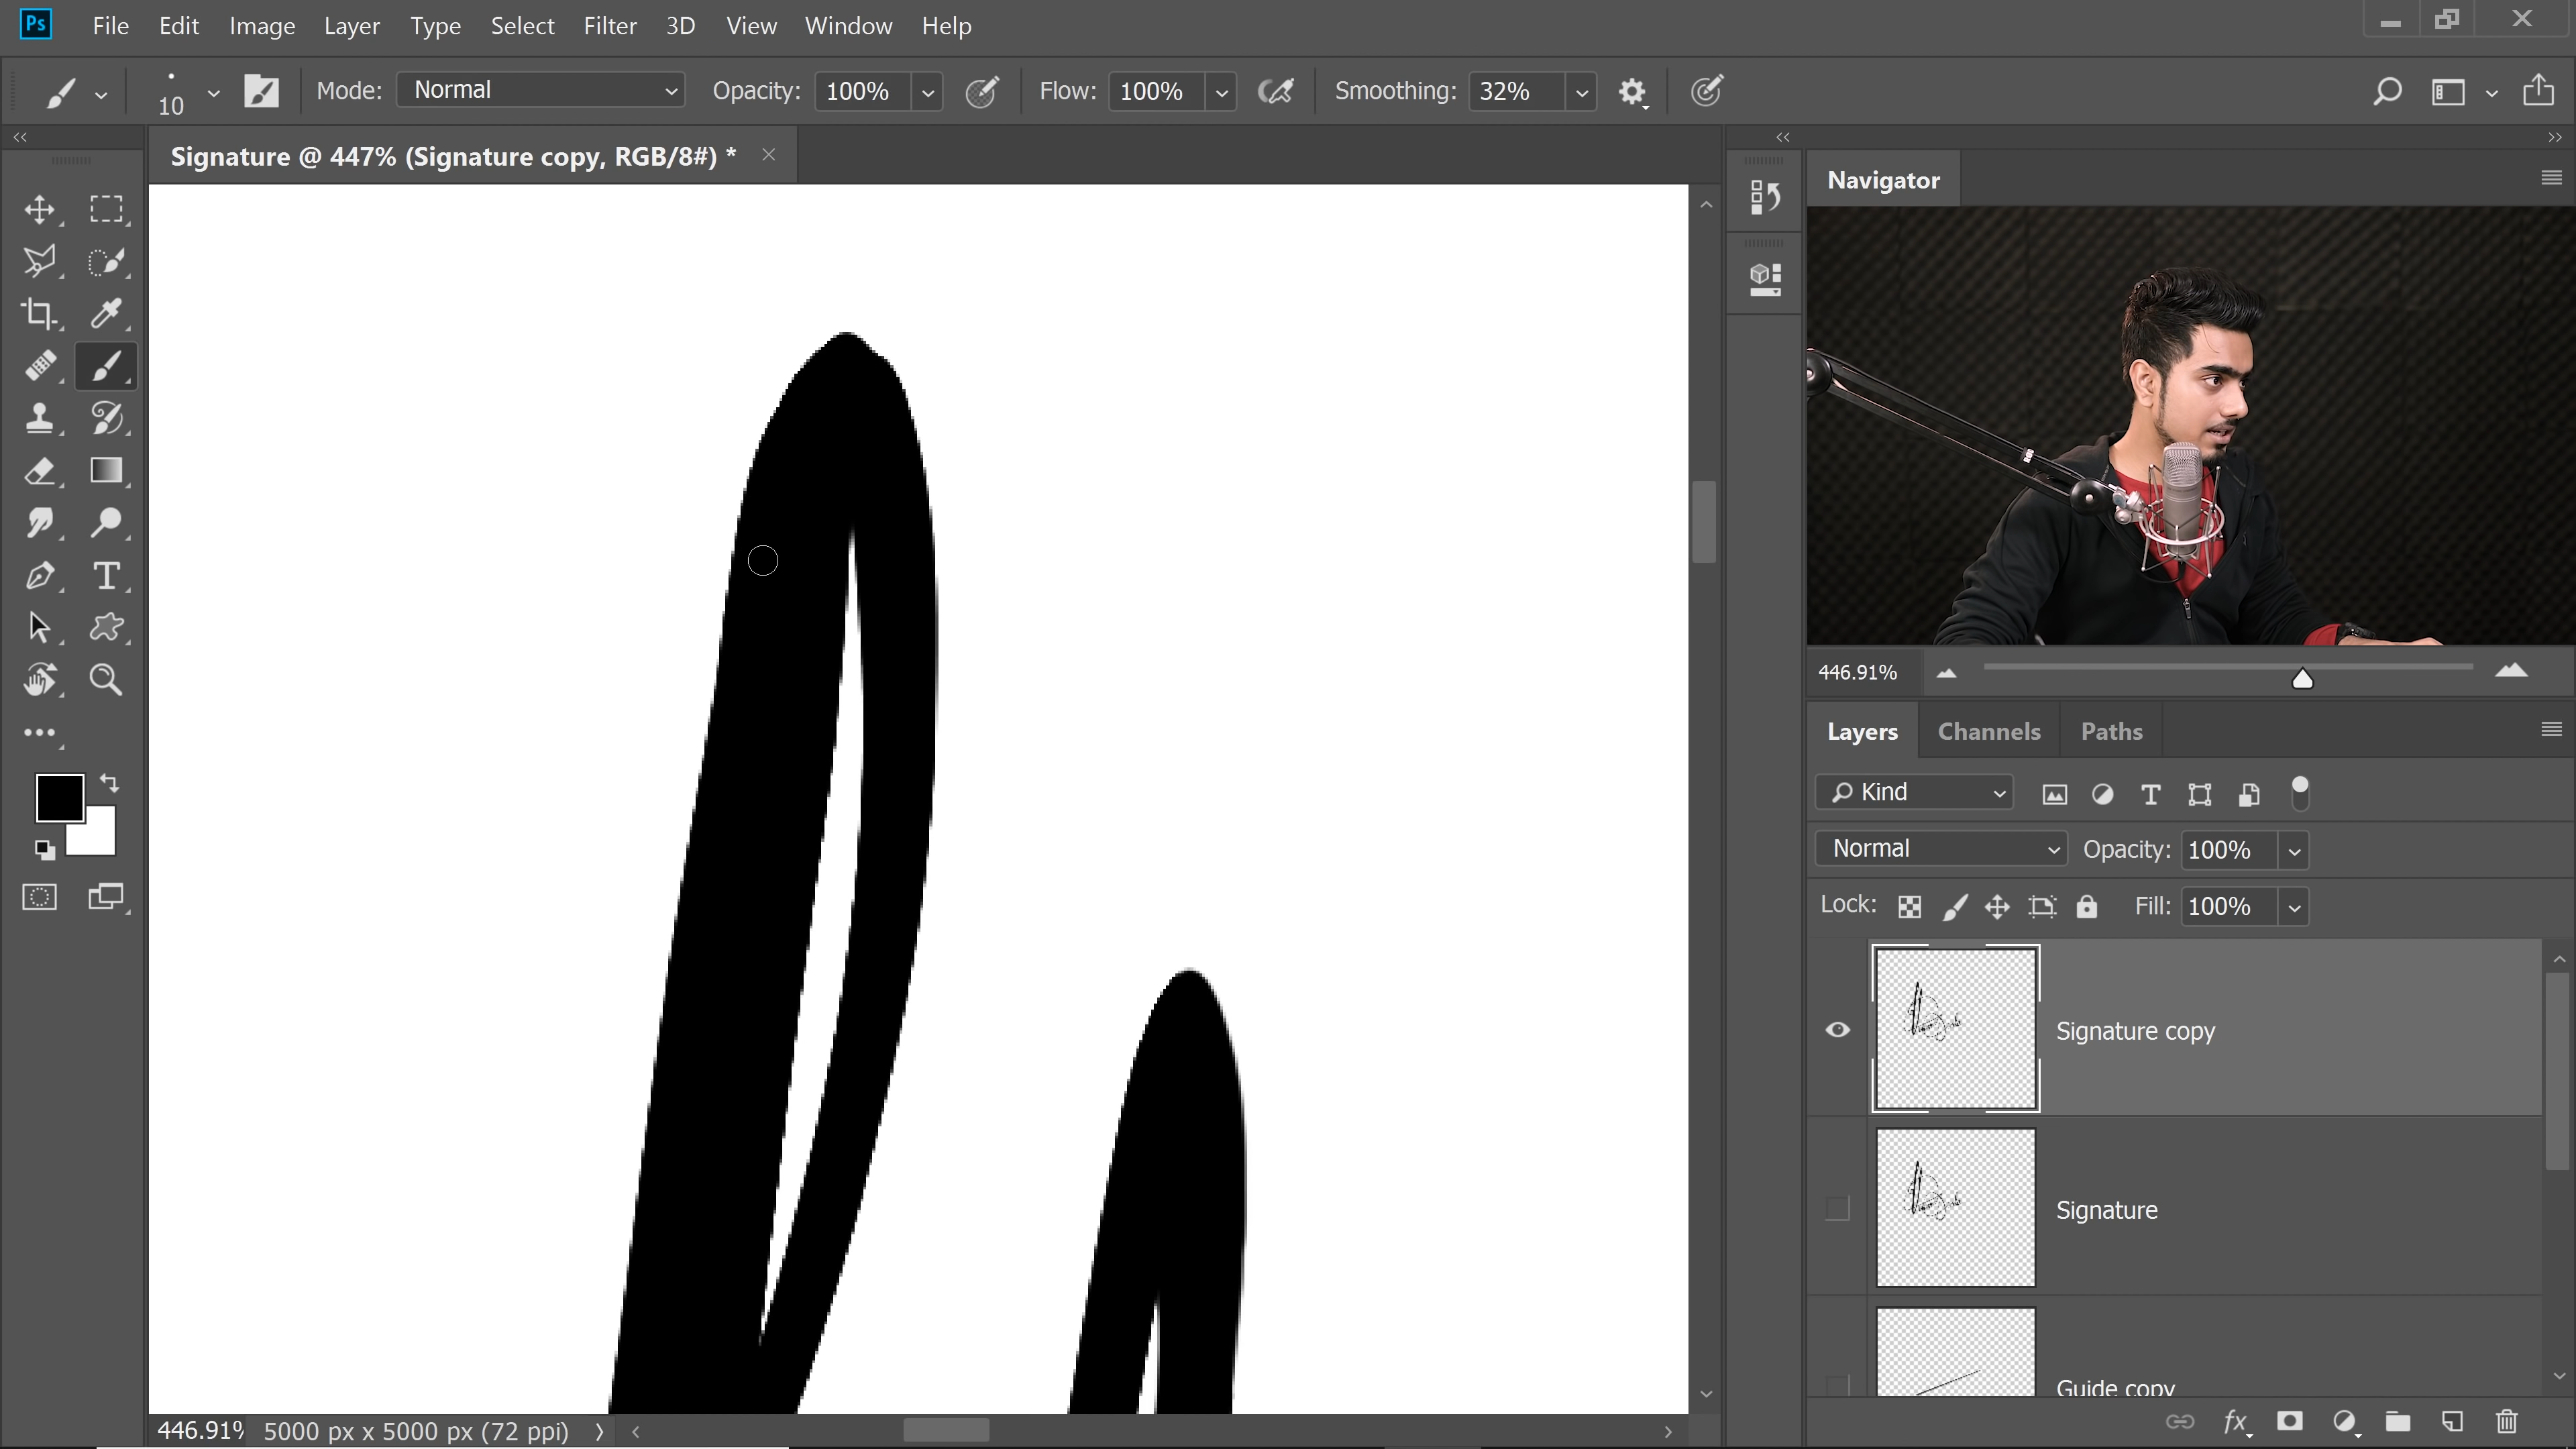 Ps File Edit Image Layer Type Select Filter 3D View Window Help
10 Mode: Normal Opacity: 100% Flow: 100% Smoothing: 32%
Signature @ 447% (Signature copy, RGB/8#) *
Navigator
446.91%
Layers Channels Paths
Kind
Normal Opacity: 100%
Lock: Fill: 100%
Signature copy
Signature
Guide copy
fx
446.91% 5000 px x 5000 px (72 ppi)